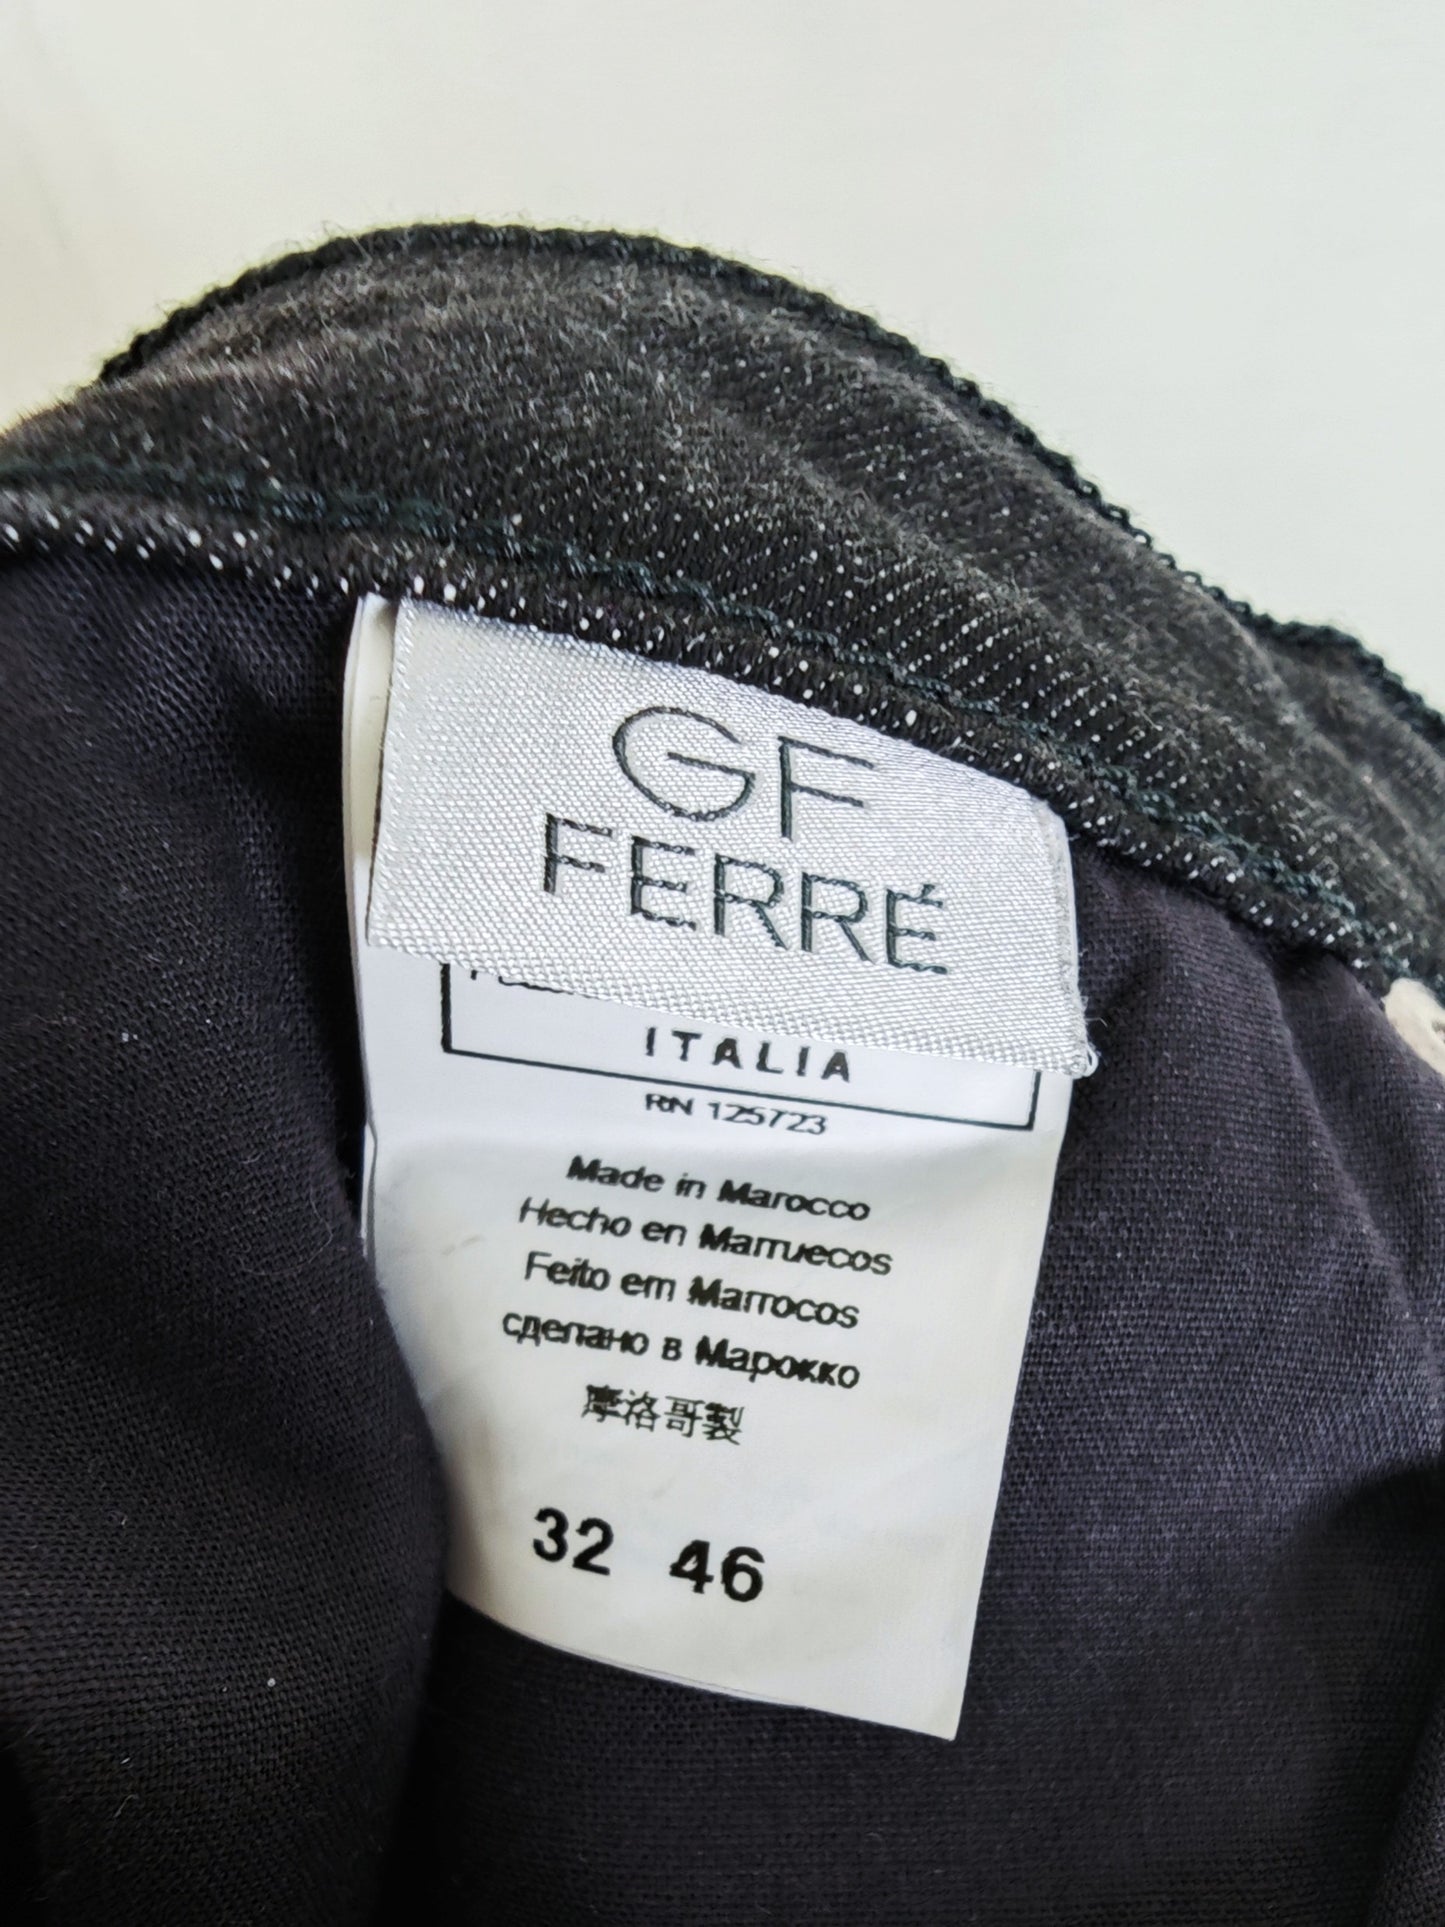 GF
FERRÉ
ITALIA
RN 125723
Made in Marocco
Hecho en Marruecos
Feito em Marrocos
сделано в Марокко
摩洛哥製
32 46